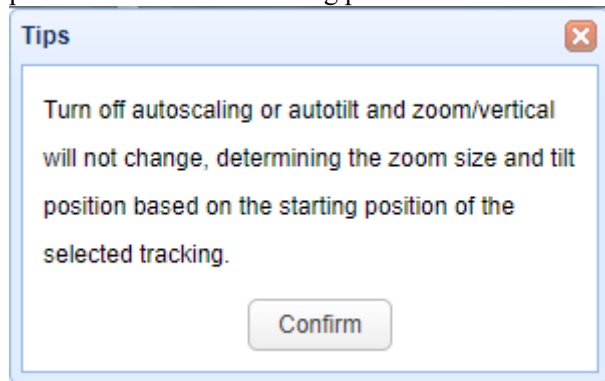 Tips
Turn off autoscaling or autotilt and zoom/vertical
will not change, determining the zoom size and tilt
position based on the starting position of the
selected tracking.
Confirm